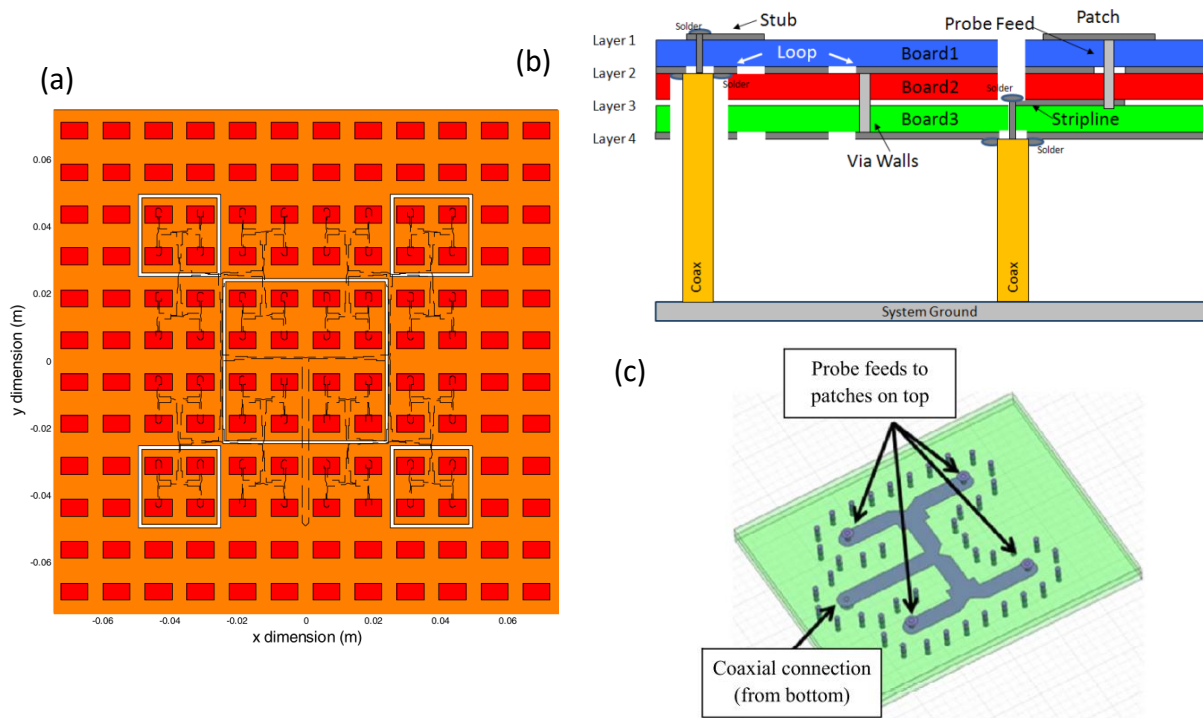 (a)
0.06
0.04
0.02
0
-0.02
-0.04
-0.06
y dimension (m)
-0.06
-0.04
-0.02
0
0.02
0.04
0.06
x dimension (m)
(b)
Solder
Stub
Probe
Feed
Patch
Layer 1
Loop
Board1
Layer 2
Solder
Board2
Solder
Layer 3
Board3
Stripline
Layer 4
Via Walls
Solder
Coax
Coax
System Ground
(c)
Probe feeds to
patches on top
Coaxial connection
(from bottom)